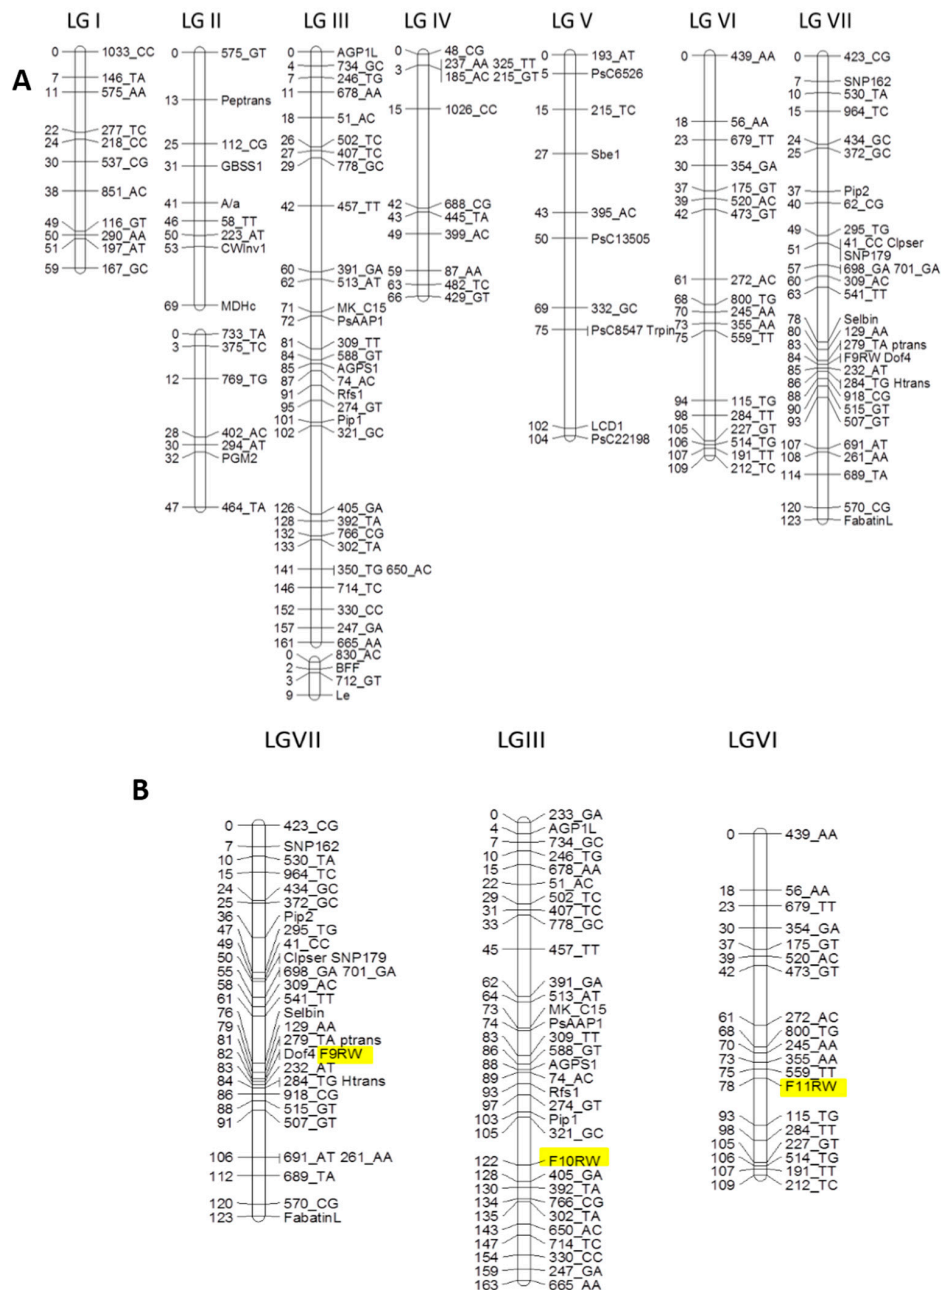 A
LG I
0 1033_CC
7 146_TA
11 575_AA
22 277_TC
24 218_CC
30 537_CG
38 851_AC
49 116_GT
50 290_AA
51 197_AT
59 167_GC
LG II
0 575_GT
13 Peptrans
25 112_CG
31 GBSS1
41 A/a
46 58_TT
50 223_AT
53 CWInv1
69 MDHc
0 733_TA
3 375_TC
12 769_TG
28 402_AC
30 294_AT
32 PGM2
47 464_TA
LG III
0 AGP1L
4 734_GC
7 246_TG
11 678_AA
18 51_AC
26 502_TC
27 407_TC
29 778_GC
42 457_TT
60 391_GA
62 513_AT
71 MK_C15
72 PsAAP1
81 309_TT
84 588_GT
85 AGPS1
87 74_AC
91 Rfs1
95 274_GT
101 Pip1
102 321_GC
126 405_GA
128 392_TA
132 766_CG
133 302_TA
141 350_TG 650_AC
146 714_TC
152 330_CC
157 247_GA
161 665_AA
0 830_AC
2 BFF
3 712_GT
9 Le
LG IV
0 48_CG
3 237_AA 325_TT
185_AC 215_GT
15 1026_CC
42 688_CG
43 445_TA
49 399_AC
59 87_AA
63 482_TC
66 429_GT
LG V
0 193_AT
5 PsC6526
15 215_TC
27 Sbe1
43 395_AC
50 PsC13505
69 332_GC
75 PsC8547 Trpin
102 LCD1
104 PsC22198
LG VI
0 439_AA
18 56_AA
23 679_TT
30 354_GA
37 175_GT
39 520_AC
42 473_GT
61 272_AC
68 800_TG
70 245_AA
73 355_AA
75 559_TT
94 115_TG
98 284_TT
105 227_GT
106 514_TG
107 191_TT
109 212_TC
LG VII
0 423_CG
7 SNP162
10 530_TA
15 964_TC
24 434_GC
25 372_GC
37 Pip2
40 62_CG
49 295_TG
51 41_CC Clpser
SNP179
57 698_GA 701_GA
60 309_AC
63 541_TT
78 Selbin
80 129_AA
83 279_TA ptrans
84 F9RW Dof4
85 232_AT
86 284_TG Htrans
88 918_CG
90 515_GT
93 507_GT
107 691_AT
108 261_AA
114 689_TA
120 570_CG
123 FabatinL
B
LGVII
0 423_CG
7 SNP162
10 530_TA
15 964_TC
24 434_GC
25 372_GC
36 Pip2
47 295_TG
49 41_CC
50 Clpser SNP179
55 698_GA 701_GA
58 309_AC
61 541_TT
76 Selbin
79 129_AA
81 279_TA ptrans
82 Dof4 F9RW
83 232_AT
84 284_TG Htrans
86 918_CG
88 515_GT
91 507_GT
106 691_AT 261_AA
112 689_TA
120 570_CG
123 FabatinL
LGIII
0 233_GA
4 AGP1L
7 734_GC
10 246_TG
15 678_AA
22 51_AC
29 502_TC
31 407_TC
33 778_GC
45 457_TT
62 391_GA
64 513_AT
73 MK_C15
74 PsAAP1
83 309_TT
86 588_GT
88 AGPS1
89 74_AC
93 Rfs1
97 274_GT
103 Pip1
105 321_GC
122 F10RW
128 405_GA
130 392_TA
134 766_CG
135 302_TA
143 650_AC
147 714_TC
154 330_CC
159 247_GA
163 665_AA
LGVI
0 439_AA
18 56_AA
23 679_TT
30 354_GA
37 175_GT
39 520_AC
42 473_GT
61 272_AC
68 800_TG
70 245_AA
73 355_AA
75 559_TT
78 F11RW
93 115_TG
98 284_TT
105 227_GT
106 514_TG
107 191_TT
109 212_TC